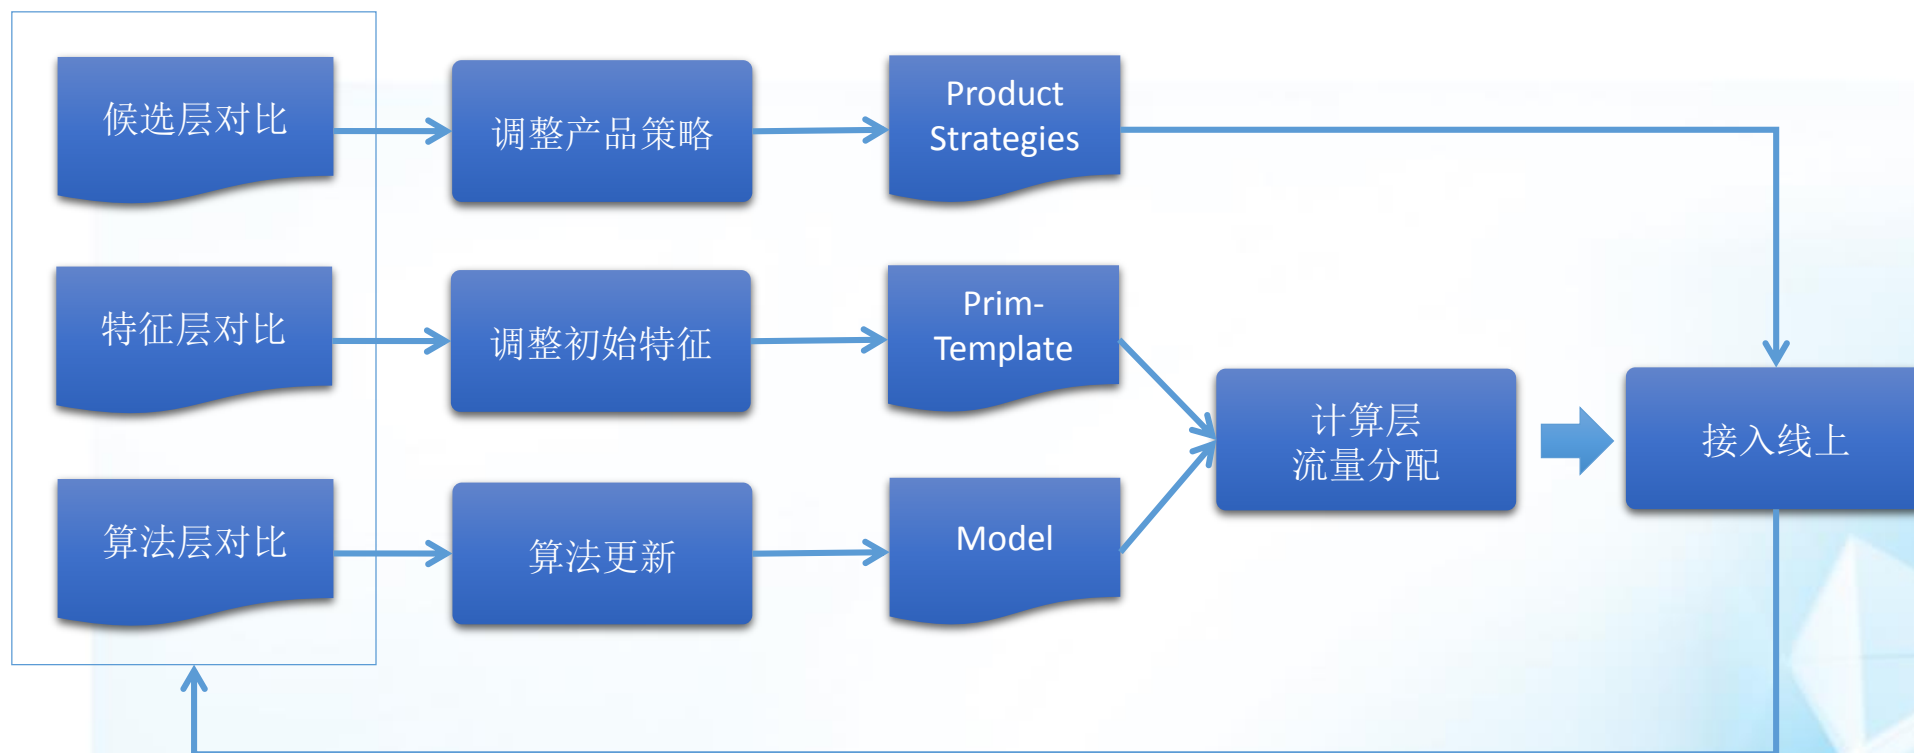 候选层对比
调整产品策略
Product
Strategies
特征层对比
调整初始特征
Prim-
Template
计算层
流量分配
接入线上
算法层对比
算法更新
Model